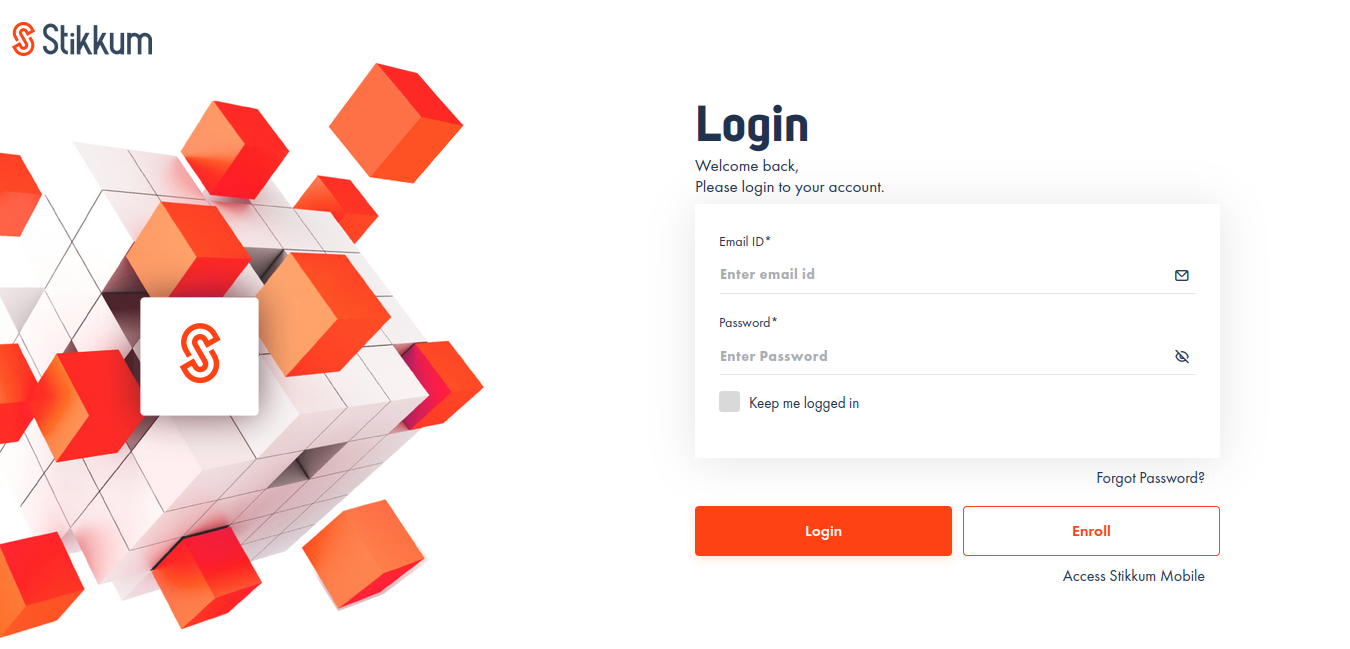 Stikkum
Login
Welcome back,
Please login to your account.
Email ID*
Enter email id
Password*
Enter Password
Keep me logged in
Forgot Password?
Login
Enroll
Access Stikkum Mobile